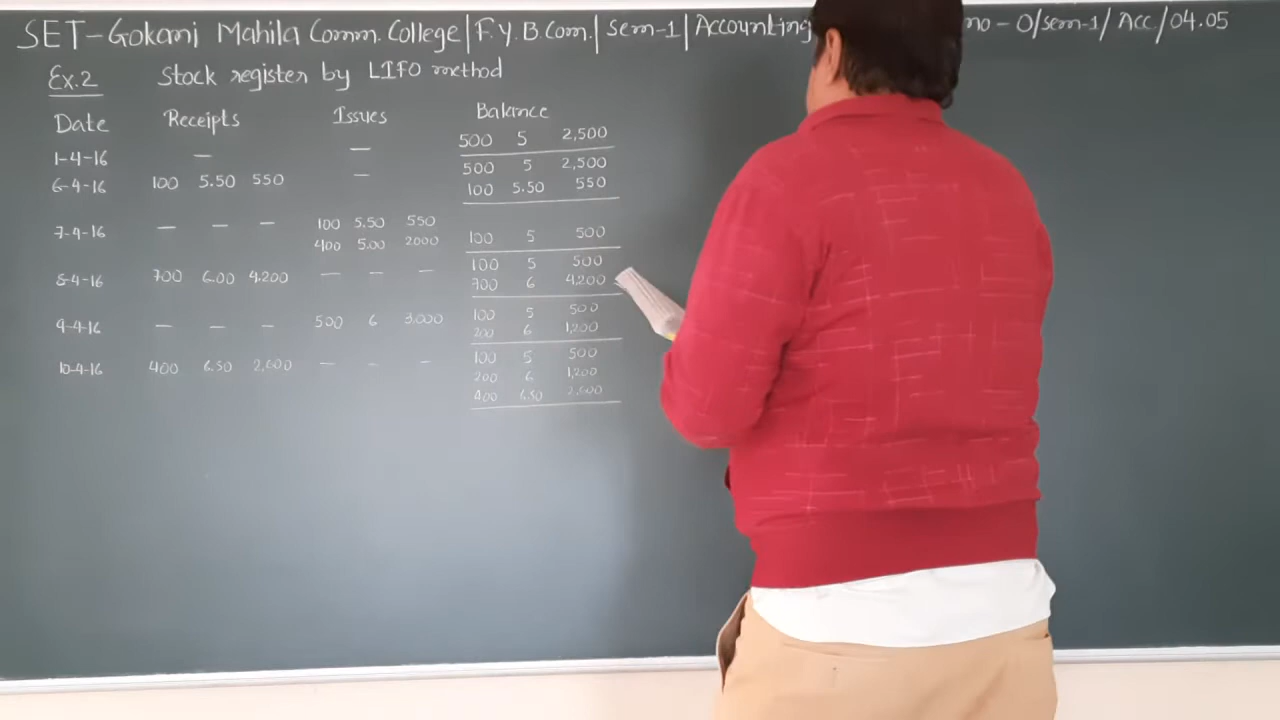 SET-Gokani Mahila Comm. College|F.Y.B.Com.|sem-1|Accounting no-0/sem-1/Acc/04.05
Ex.2 Stock register by LIFO method
Date Receipts Issues Balance
1-4-16 — — 500 5 2,500
500 5 2,500
6-4-16 100 5.50 550 — 100 5.50 550
100 5.50 550
7-4-16 — — — 400 5.00 2000 100 5 500
100 5 500
8-4-16 700 6.00 4,200 — — — 700 6 4,200
100 5 500
9-4-16 — — — 500 6 3,000 200 6 1,200
100 5 500
10-4-16 400 6.50 2,600 - - - 200 6 1,200
400 6.50 2,600